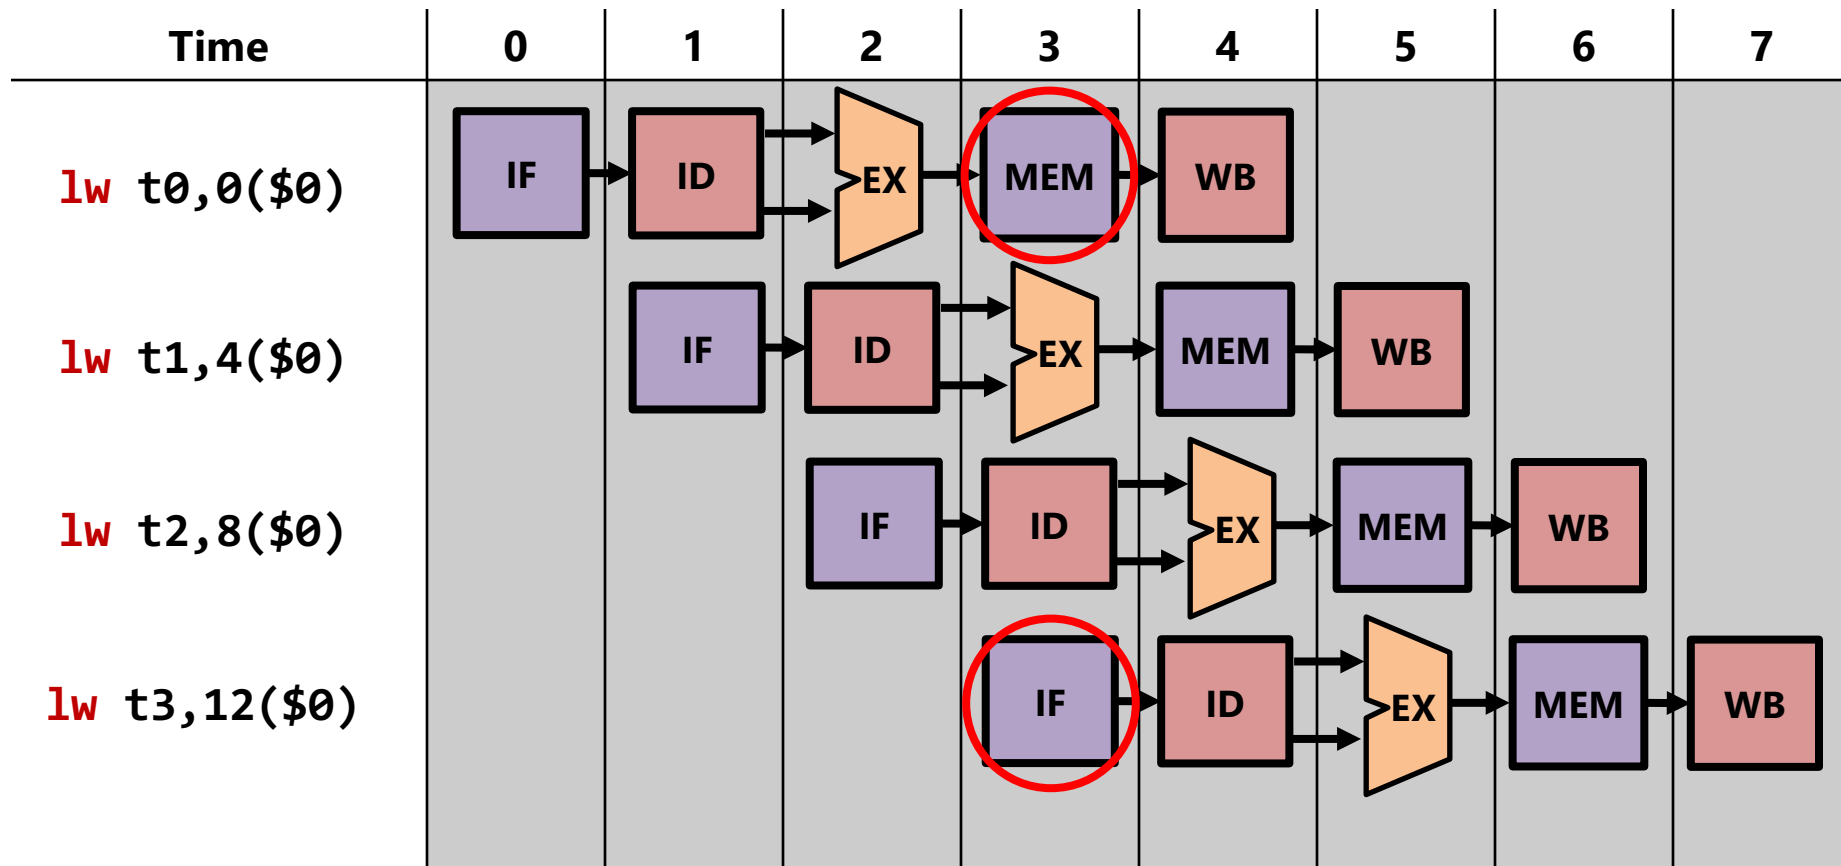 Time 0 1 2 3 4 5 6 7
lw t0,0($0) IF ID EX MEM WB
lw t1,4($0) IF ID EX MEM WB
lw t2,8($0) IF ID EX MEM WB
lw t3,12($0) IF ID EX MEM WB